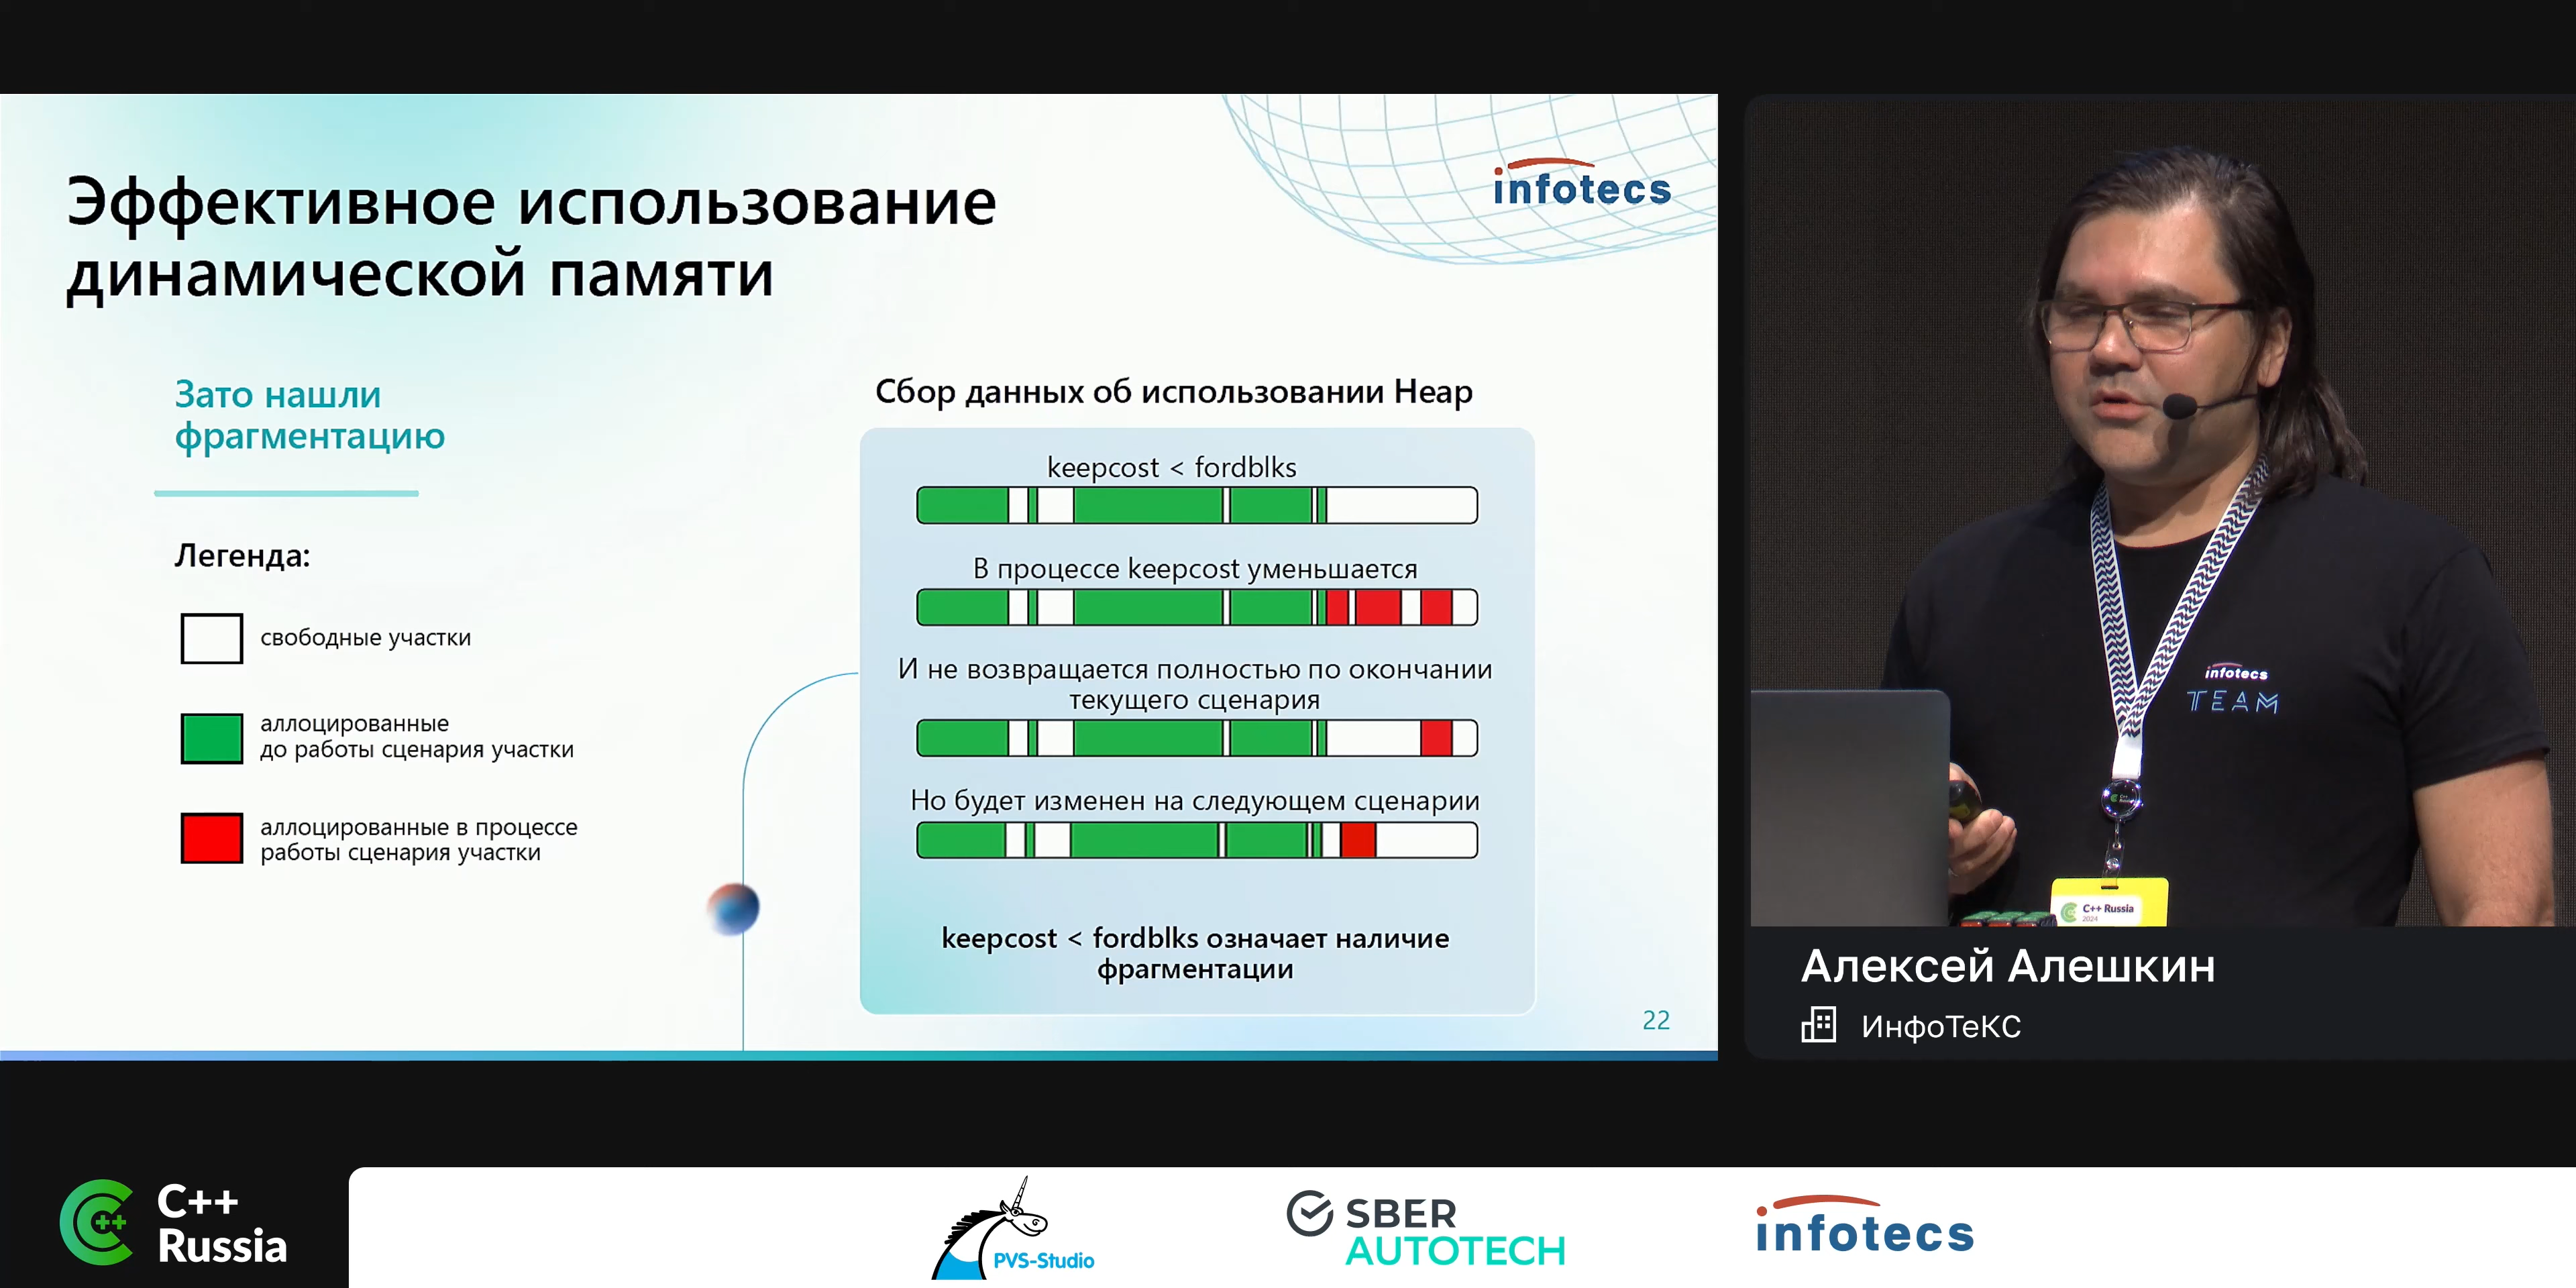 Эффективное использование
динамической памяти
infotecs
Зато нашли
фрагментацию
Легенда:
свободные участки
аллоцированные
до работы сценария участки
аллоцированные в процессе
работы сценария участки
Сбор данных об использовании Heap
keepcost < fordblks
В процессе keepcost уменьшается
И не возвращается полностью по окончании
текущего сценария
Но будет изменен на следующем сценарии
keepcost < fordblks означает наличие
фрагментации
22
infotecs
TEAM
C++ Russia
2024
Алексей Алешкин
ИнфоТеКС
C++
Russia
PVS-Studio
SBER
AUTOTECH
infotecs